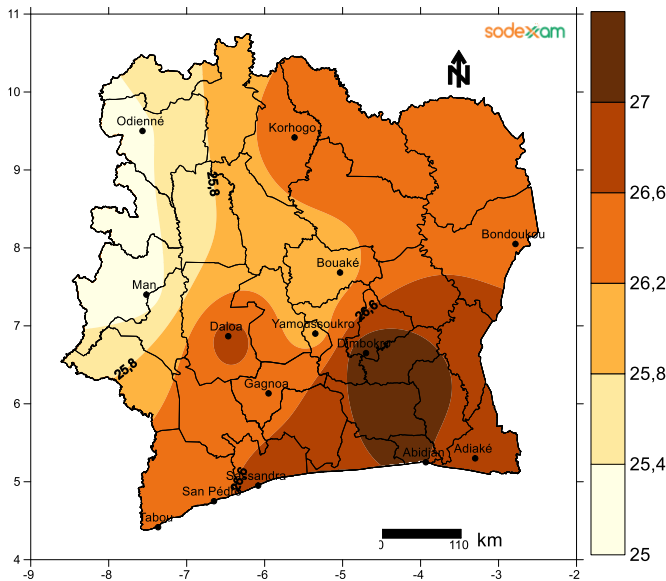 11
sodexam
N
10
27
Odienné
Korhogo
9
26,6
25,8
8
Bondoukou
Bouaké
26,2
Man
7
26,6
Yamoussoukro
Daloa
Dimbokro
25,8
25,8
6
Gagnoa
25,4
Abidjan
Adiaké
5
Sassandra
San Pédro
Tabou
0
110
km
25
4
-9
-8
-7
-6
-5
-4
-3
-2